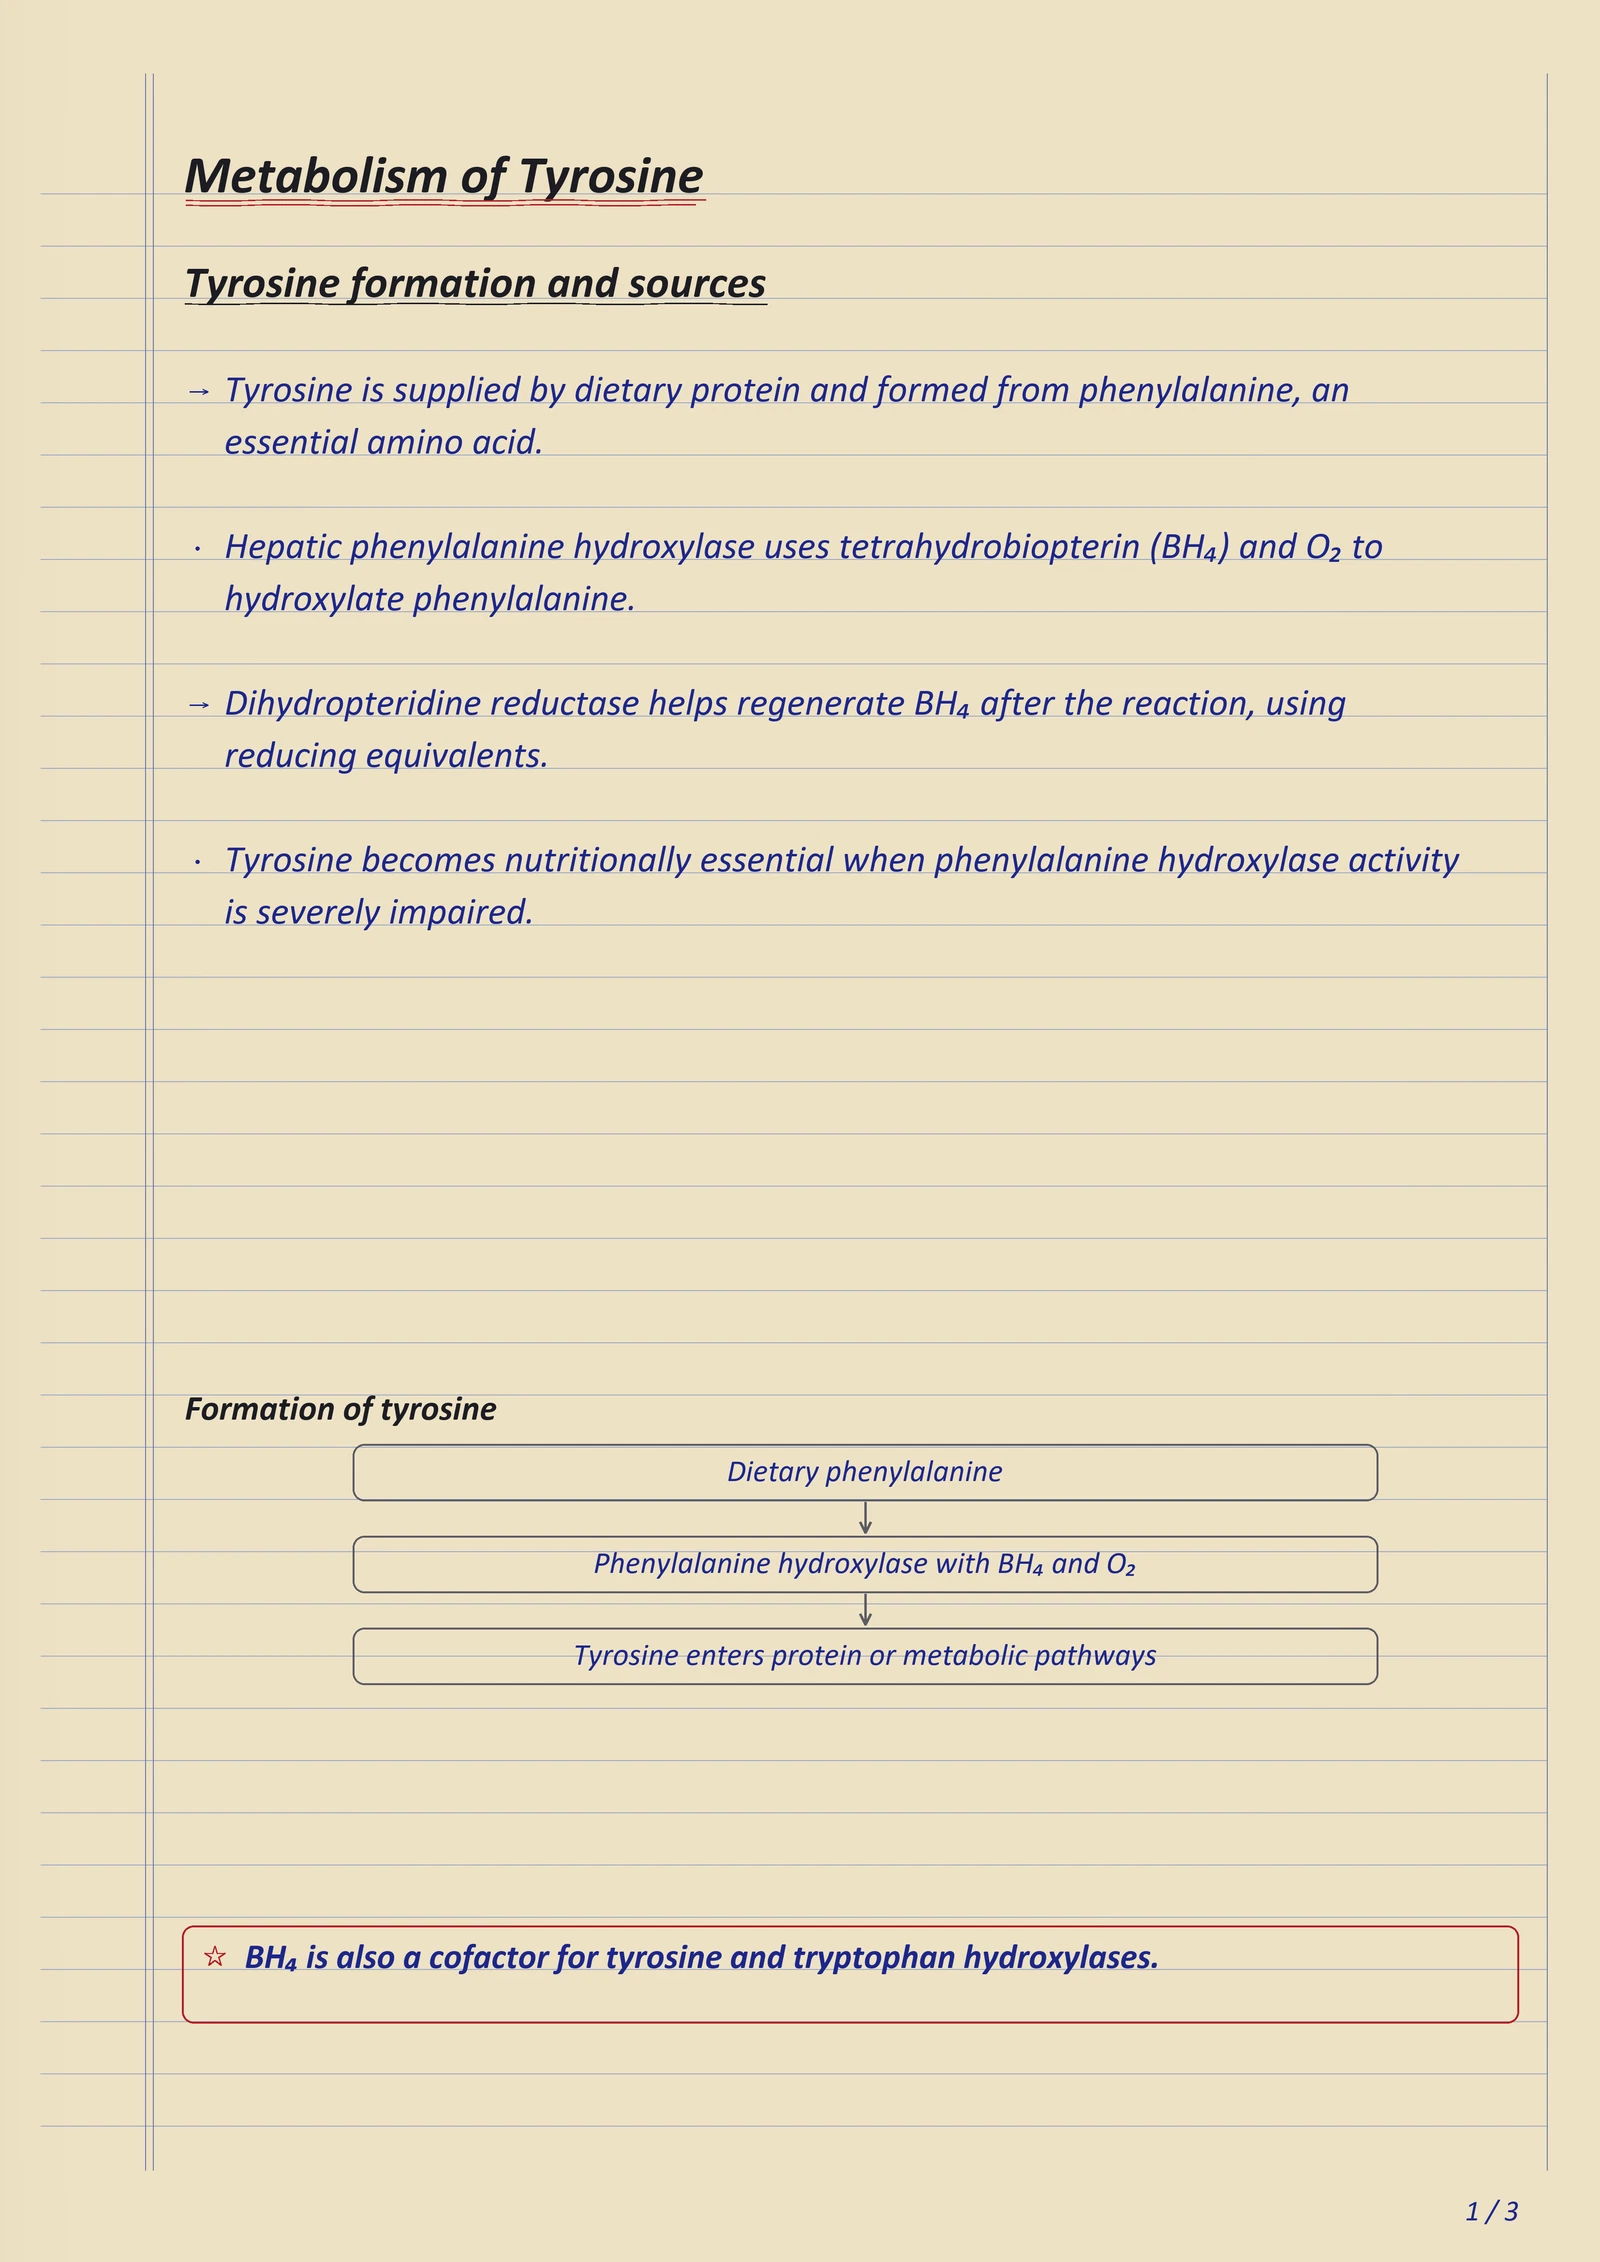 Metabolism of Tyrosine
Tyrosine formation and sources
→ Tyrosine is supplied by dietary protein and formed from phenylalanine, an
essential amino acid.
· Hepatic phenylalanine hydroxylase uses tetrahydrobiopterin (BH₄) and O₂ to
hydroxylate phenylalanine.
→ Dihydropteridine reductase helps regenerate BH₄ after the reaction, using
reducing equivalents.
· Tyrosine becomes nutritionally essential when phenylalanine hydroxylase activity
is severely impaired.
Formation of tyrosine
Dietary phenylalanine
Phenylalanine hydroxylase with BH₄ and O₂
Tyrosine enters protein or metabolic pathways
☆ BH₄ is also a cofactor for tyrosine and tryptophan hydroxylases.
1 / 3